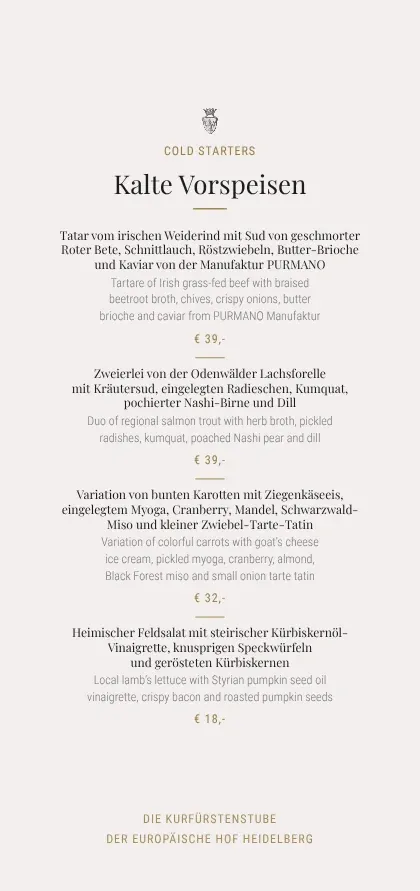 COLD STARTERS
Kalte Vorspeisen
Tatar vom irischen Weiderind mit Sud von geschmorter
Roter Bete, Schnittlauch, Röstzwiebeln, Butter-Brioche
und Kaviar von der Manufaktur PURMANO
Tartare of Irish grass-fed beef with braised
beetroot broth, chives, crispy onions, butter
brioche and caviar from PURMANO Manufaktur
€ 39,-
Zweierlei von der Odenwälder Lachsforelle
mit Kräutersud, eingelegten Radieschen, Kumquat,
pochierter Nashi-Birne und Dill
Duo of regional salmon trout with herb broth, pickled
radishes, kumquat, poached Nashi pear and dill
€ 39,-
Variation von bunten Karotten mit Ziegenkäseeis,
eingelegtem Myoga, Cranberry, Mandel, Schwarzwald-
Miso und kleiner Zwiebel-Tarte-Tatin
Variation of colorful carrots with goat's cheese
ice cream, pickled myoga, cranberry, almond,
Black Forest miso and small onion tarte tatin
€ 32,-
Heimischer Feldsalat mit steirischer Kürbiskernöl-
Vinaigrette, knusprigen Speckwürfeln
und gerösteten Kürbiskernen
Local lamb's lettuce with Styrian pumpkin seed oil
vinaigrette, crispy bacon and roasted pumpkin seeds
€ 18,-
DIE KURFÜRSTENSTUBE
DER EUROPÄISCHE HOF HEIDELBERG